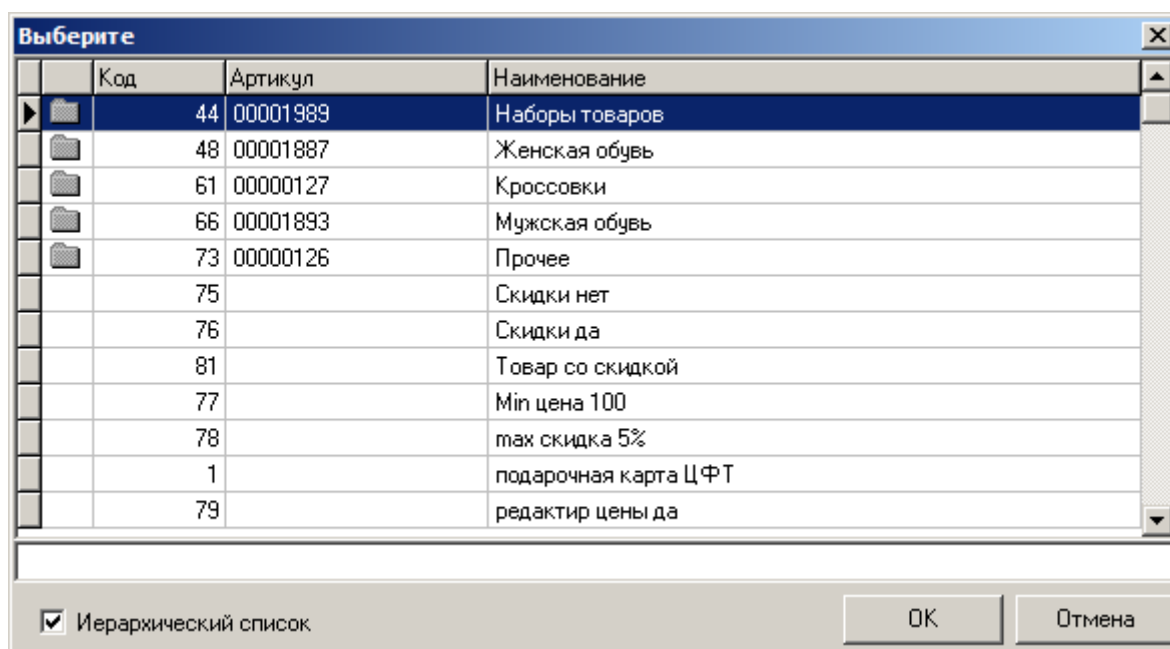 Выберите
Код Артикул Наименование
44 00001989 Наборы товаров
48 00001887 Женская обувь
61 00000127 Кроссовки
66 00001893 Мужская обувь
73 00000126 Прочее
75 Скидки нет
76 Скидки да
81 Товар со скидкой
77 Min цена 100
78 max скидка 5%
1 подарочная карта ЦФТ
79 редактир цены да
Иерархический список OK Отмена